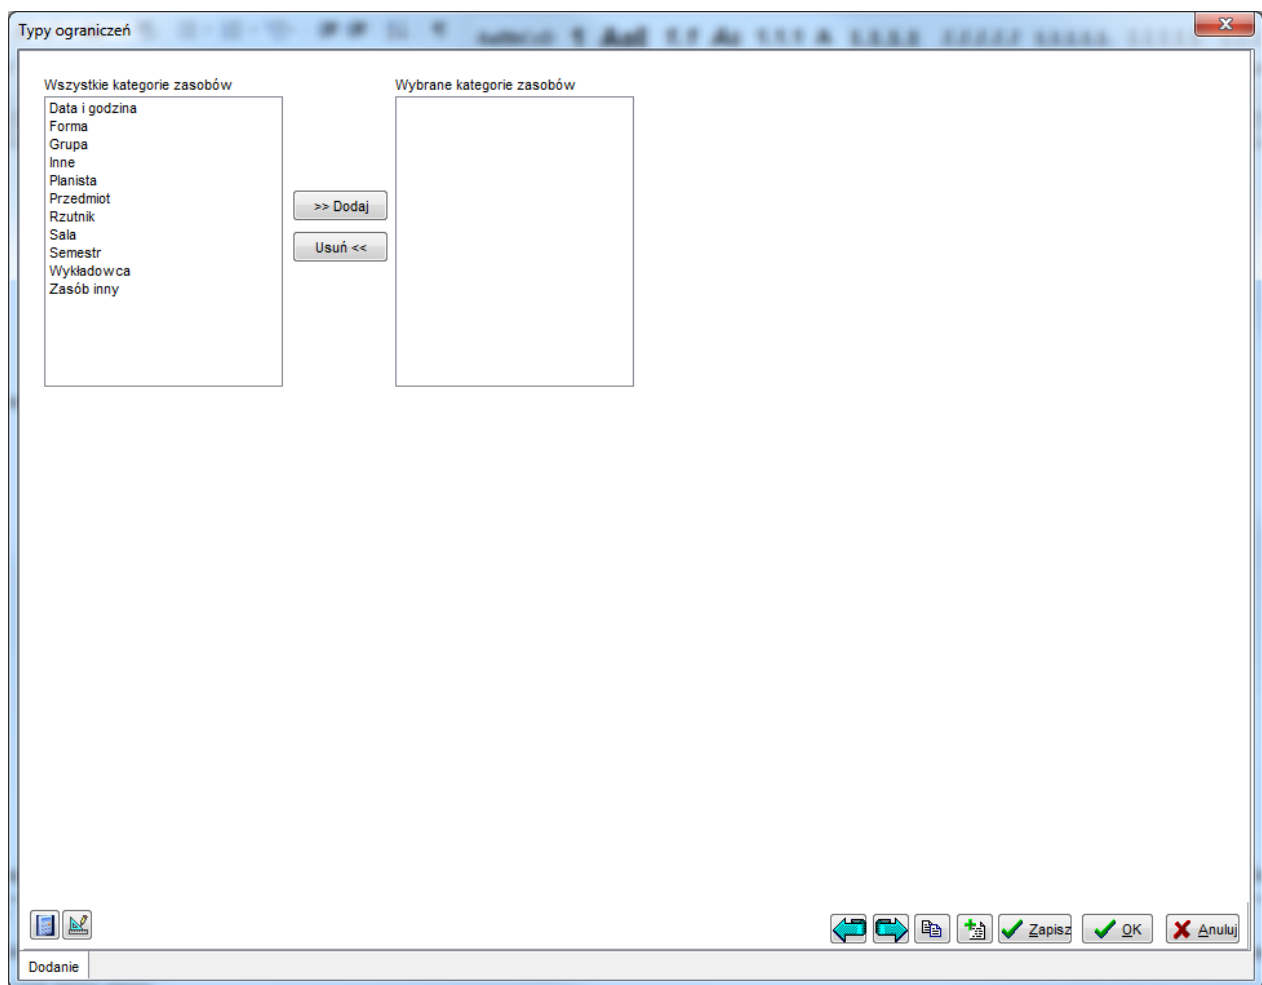 Typy ograniczeń
Wszystkie kategorie zasobów
Wybrane kategorie zasobów
Data i godzina
Forma
Grupa
Inne
Planista
Przedmiot
Rzutnik
Sala
Semestr
Wykładowca
Zasób inny
>> Dodaj
Usuń <<
Zapisz
OK
Anuluj
Dodanie